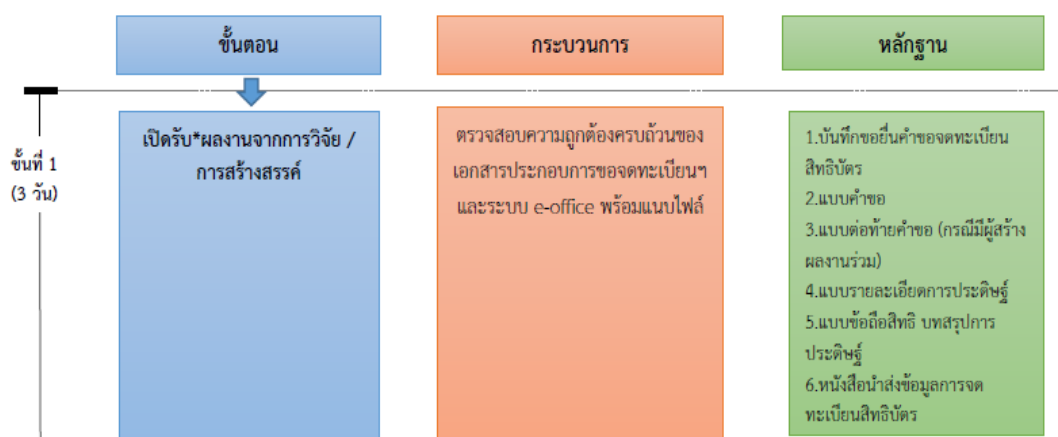 ขั้นตอน
กระบวนการ
หลักฐาน
ขั้นที่ 1
(3 วัน)
เปิดรับ*ผลงานจากการวิจัย /
การสร้างสรรค์
ตรวจสอบความถูกต้องครบถ้วนของ
เอกสารประกอบการขอจดทะเบียนฯ
และระบบ e-office พร้อมแนบไฟล์
1.บันทึกขอยื่นคำขอจดทะเบียน
สิทธิบัตร
2.แบบคำขอ
3.แบบต่อท้ายคำขอ (กรณีมีผู้สร้าง
ผลงานร่วม)
4.แบบรายละเอียดการประดิษฐ์
5.แบบข้อถือสิทธิ บทสรุปการ
ประดิษฐ์
6.หนังสือนำส่งข้อมูลการจด
ทะเบียนสิทธิบัตร